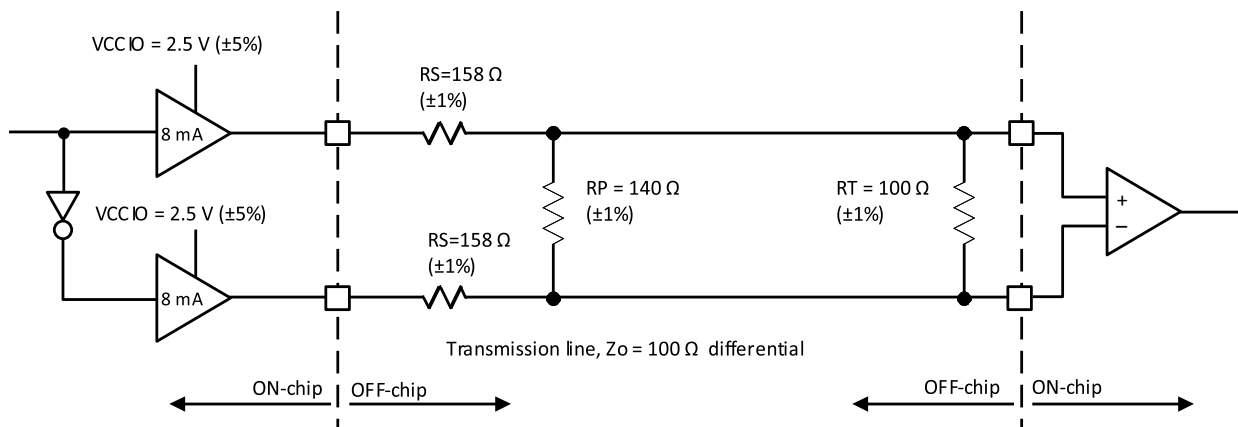 VCCIO = 2.5 V (±5%)
8 mA
RS=158 Ω
(±1%)
RP = 140 Ω
(±1%)
RT = 100 Ω
(±1%)
+
−
VCCIO = 2.5 V (±5%)
8 mA
RS=158 Ω
(±1%)
Transmission line, Zo = 100 Ω differential
ON-chip
OFF-chip
OFF-chip
ON-chip